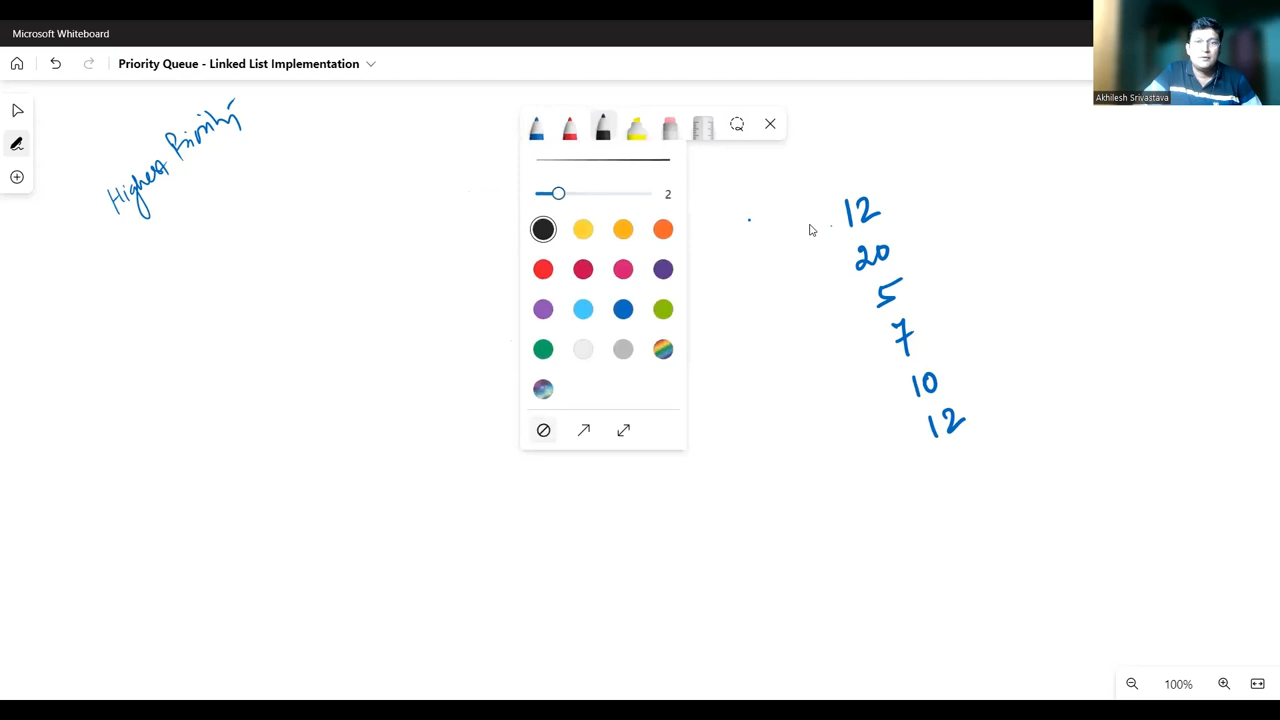 Microsoft Whiteboard
Priority Queue - Linked List Implementation
Akhilesh Srivastava
Highest Priority
2
12
20
5
7
10
12
100%